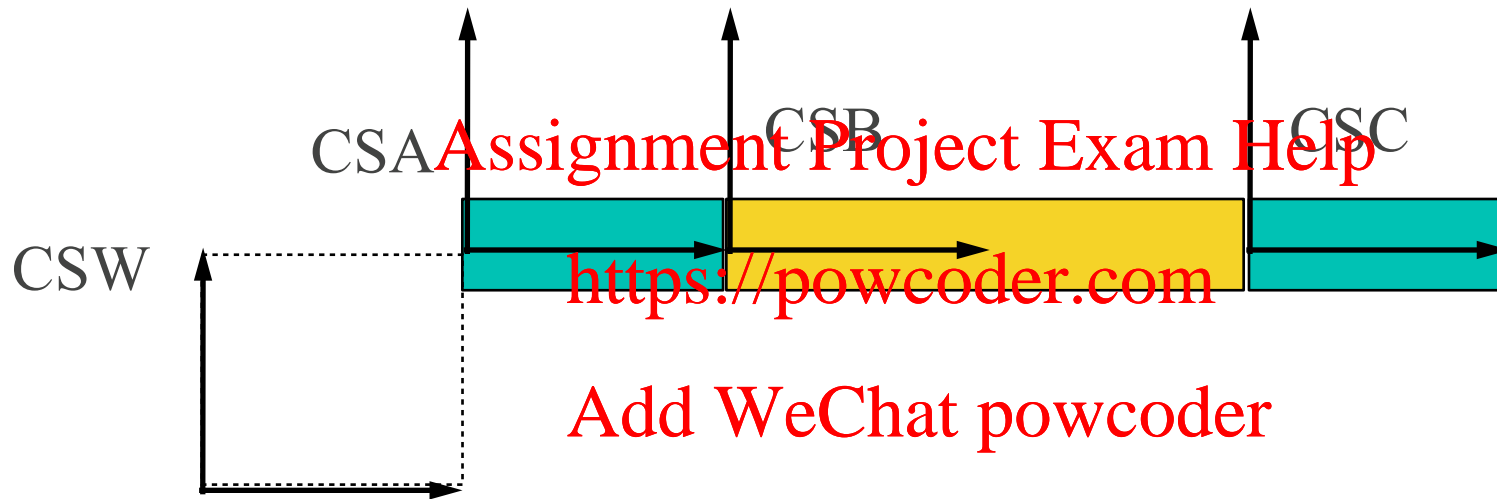 CSB
CSC
CSA
Assignment Project Exam Help
CSW
https://powcoder.com
Add WeChat powcoder